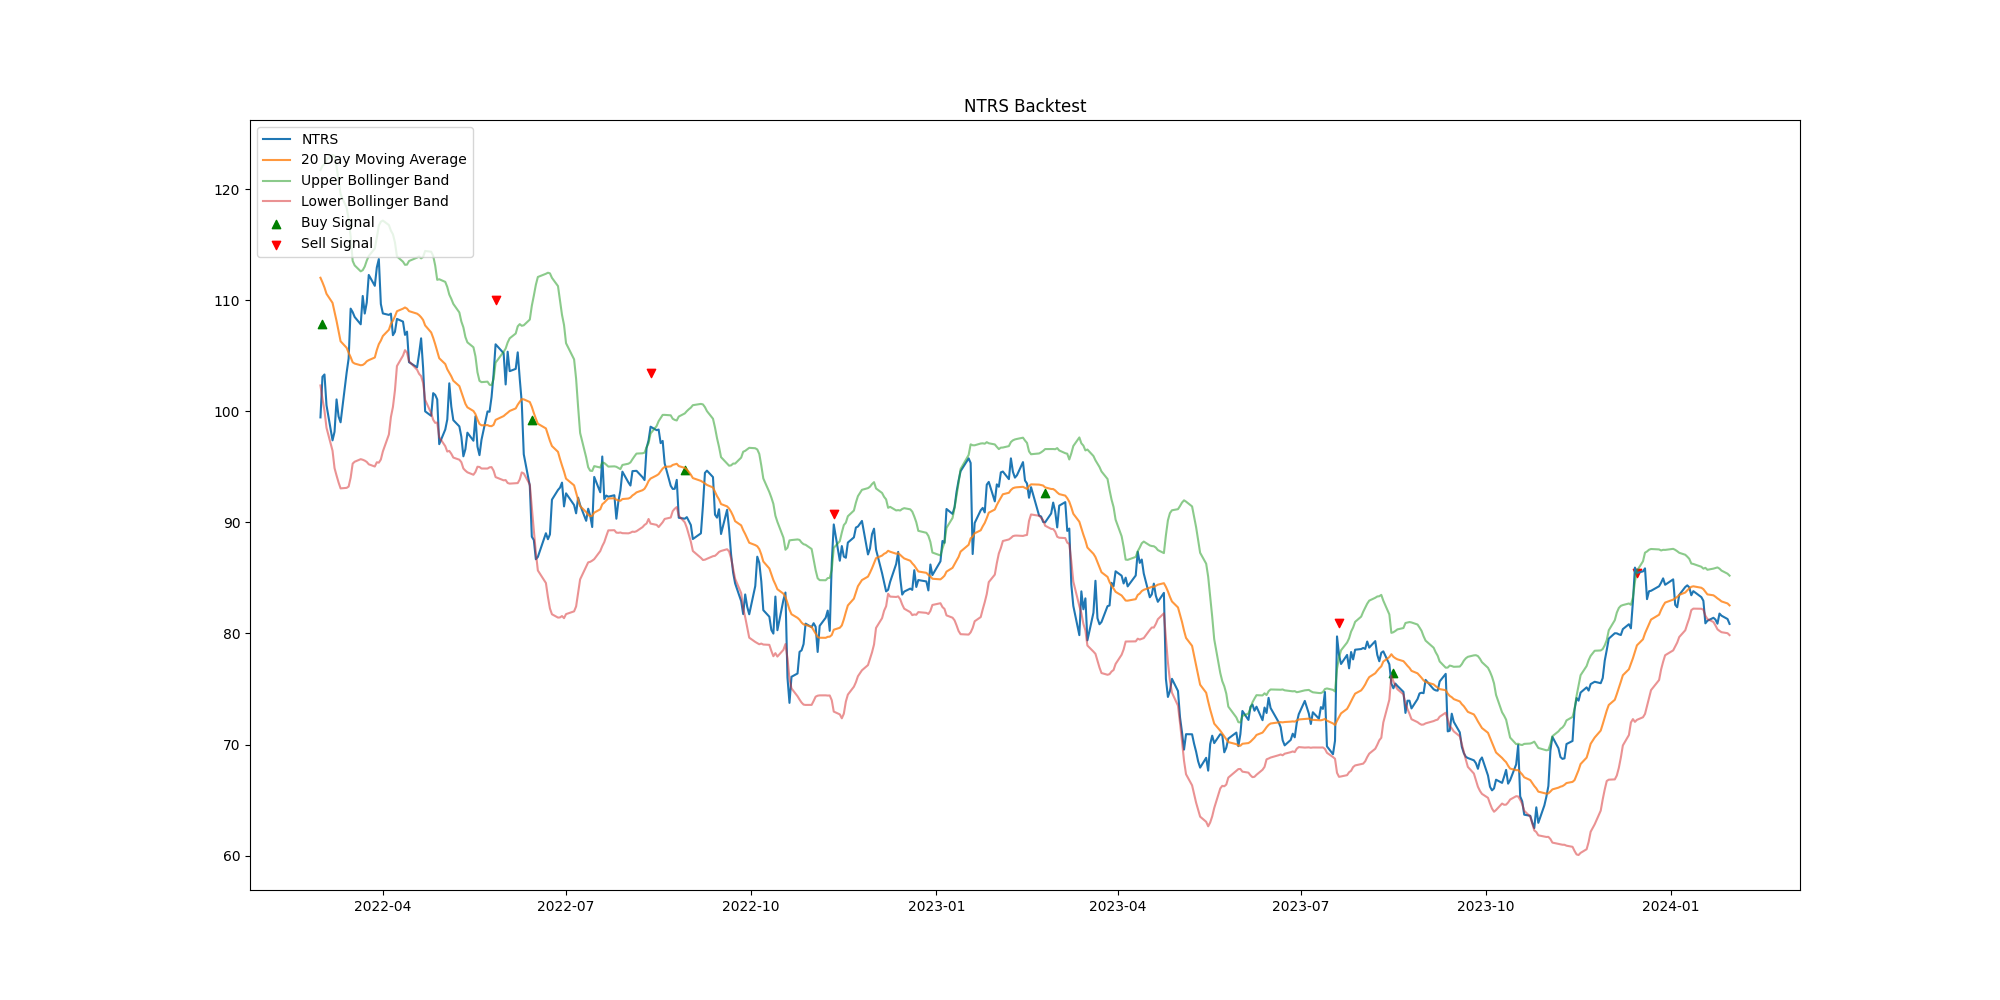 NTRS Backtest
NTRS
20 Day Moving Average
Upper Bollinger Band
Lower Bollinger Band
Buy Signal
Sell Signal
120
110
100
90
80
70
60
2022-04 2022-07 2022-10 2023-01 2023-04 2023-07 2023-10 2024-01